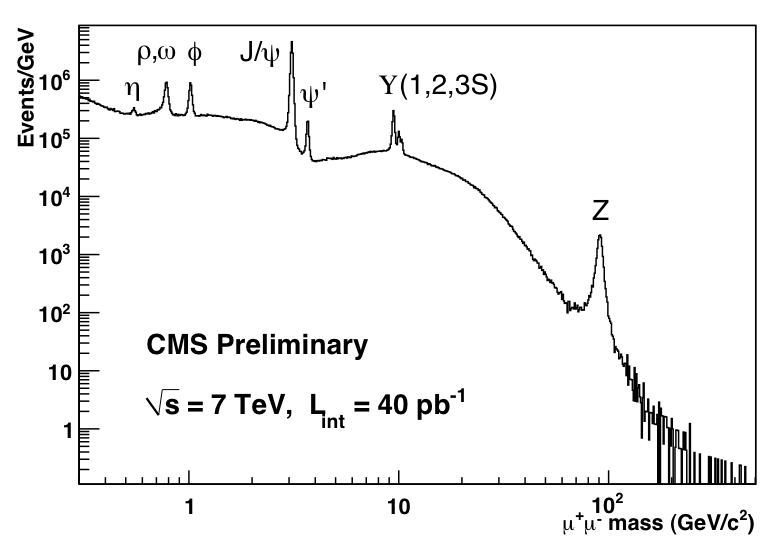 Events/GeV
10⁶
10⁵
10⁴
10³
10²
10
1
η
ρ,ω
ϕ
J/ψ
ψ'
Υ(1,2,3S)
Z
CMS Preliminary
√s = 7 TeV, L_int = 40 pb⁻¹
1
10
10²
μ⁺μ⁻ mass (GeV/c²)